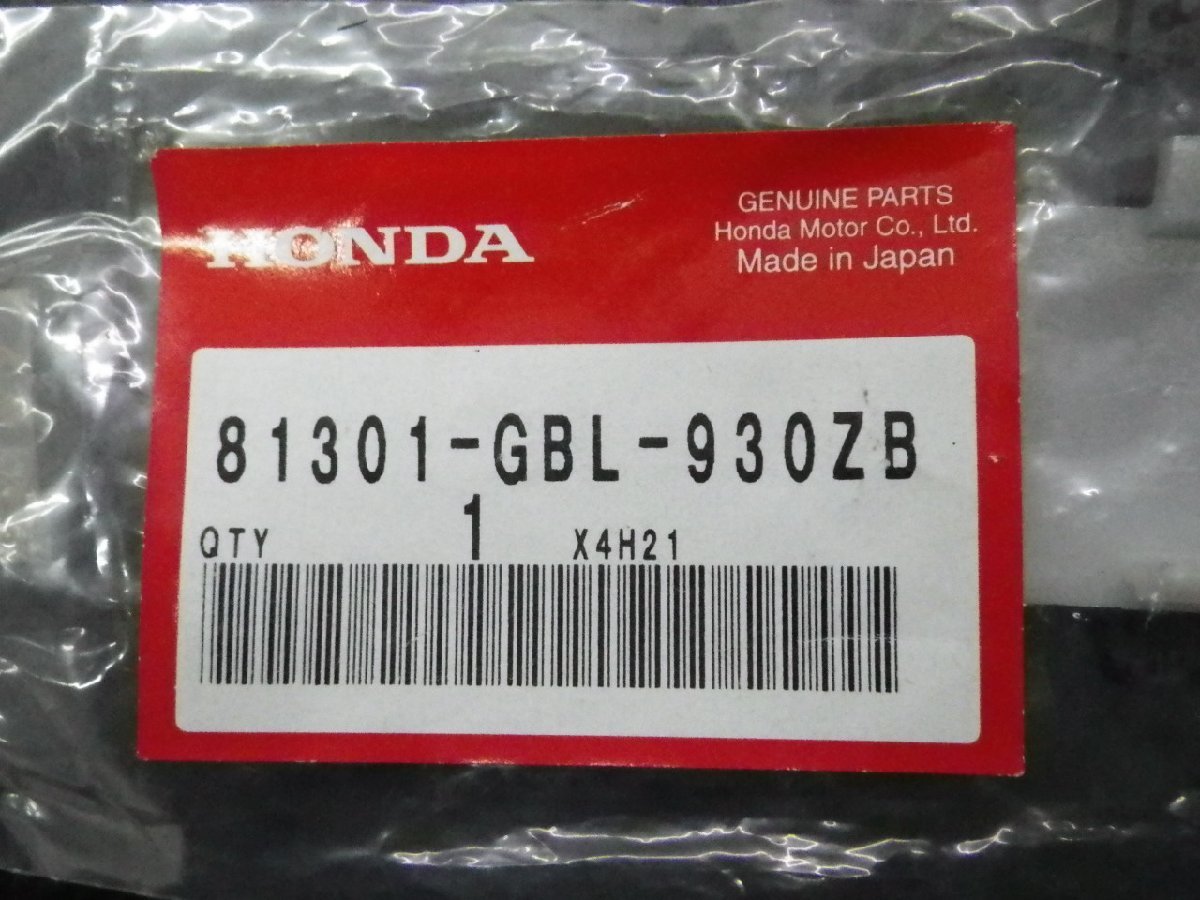 HONDA
GENUINE PARTS
Honda Motor Co., Ltd.
Made in Japan
81301-GBL-930ZB
QTY 1 X4H21